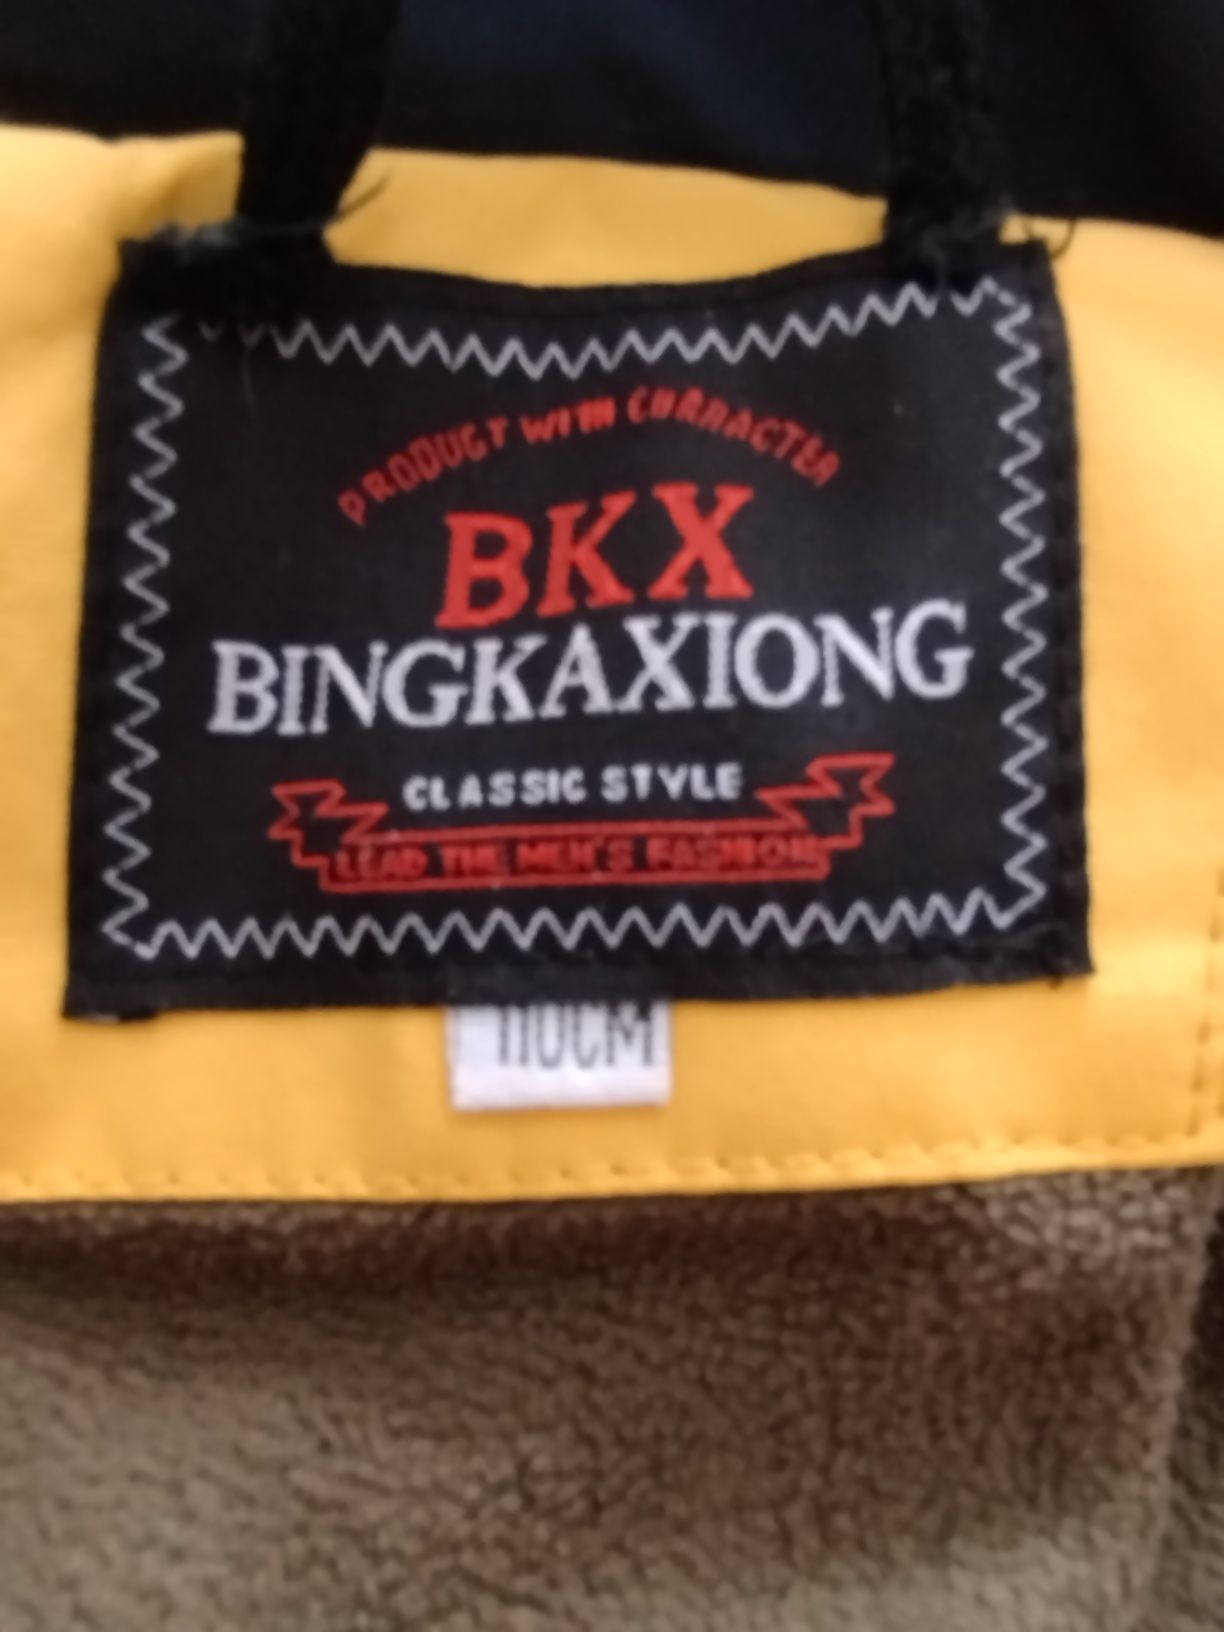 PRODUCT WITH CHARACTER
BKX
BINGKAXIONG
CLASSIC STYLE
LEAD THE MEN'S FASHION
110CM